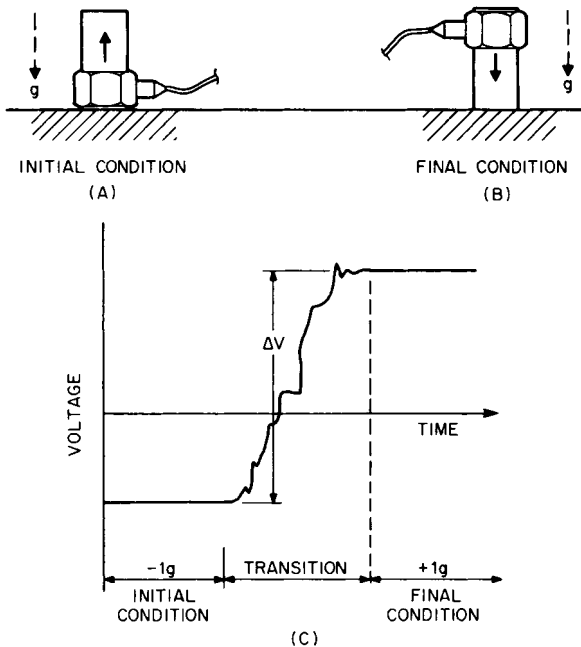 g
g
INITIAL CONDITION
(A)
FINAL CONDITION
(B)
VOLTAGE
ΔV
TIME
-1g
TRANSITION
+1g
INITIAL
CONDITION
FINAL
CONDITION
(C)